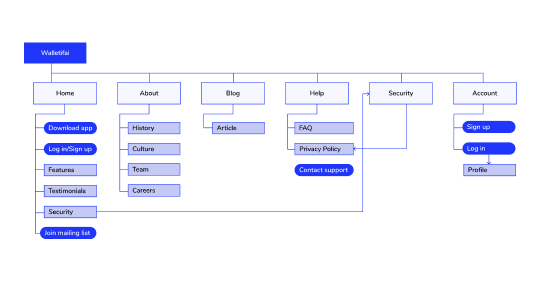 Walletifai
Home
About
Blog
Help
Security
Account
Download app
Log in/Sign up
Features
Testimonials
Security
Join mailing list
History
Culture
Team
Careers
Article
FAQ
Privacy Policy
Contact support
Sign up
Log in
Profile